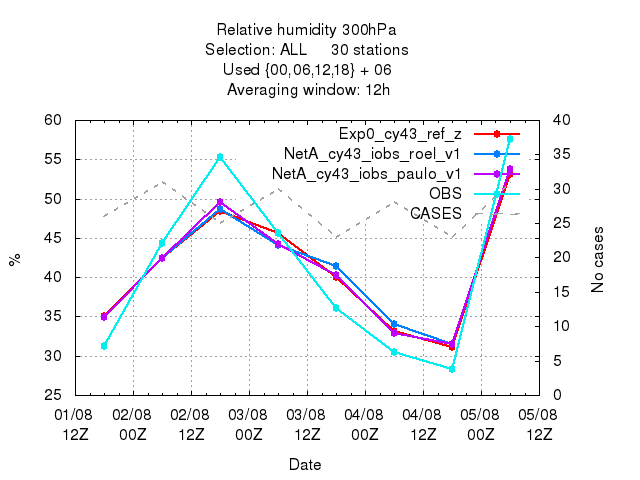 Relative humidity 300hPa
Selection: ALL 30 stations
Used {00,06,12,18} + 06
Averaging window: 12h
Exp0_cy43_ref_z
NetA_cy43_iobs_roel_v1
NetA_cy43_iobs_paulo_v1
OBS
CASES
60
55
50
45
40
35
30
25
%
40
35
30
25
20
15
10
5
0
No cases
01/08 02/08 02/08 03/08 03/08 04/08 04/08 05/08 05/08
12Z 00Z 12Z 00Z 12Z 00Z 12Z 00Z 12Z
Date